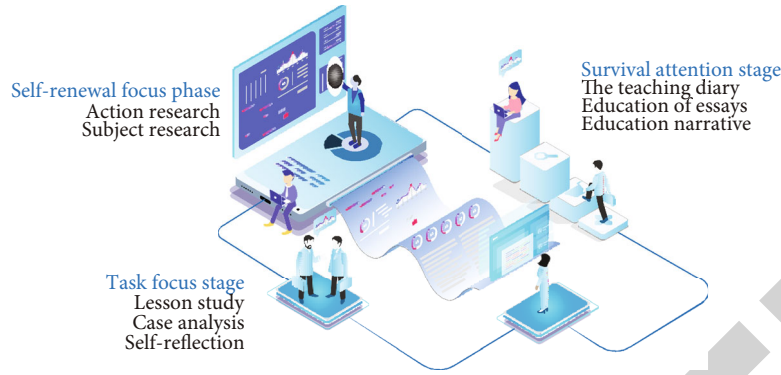 Self-renewal focus phase
Action research
Subject research
Survival attention stage
The teaching diary
Education of essays
Education narrative
Task focus stage
Lesson study
Case analysis
Self-reflection